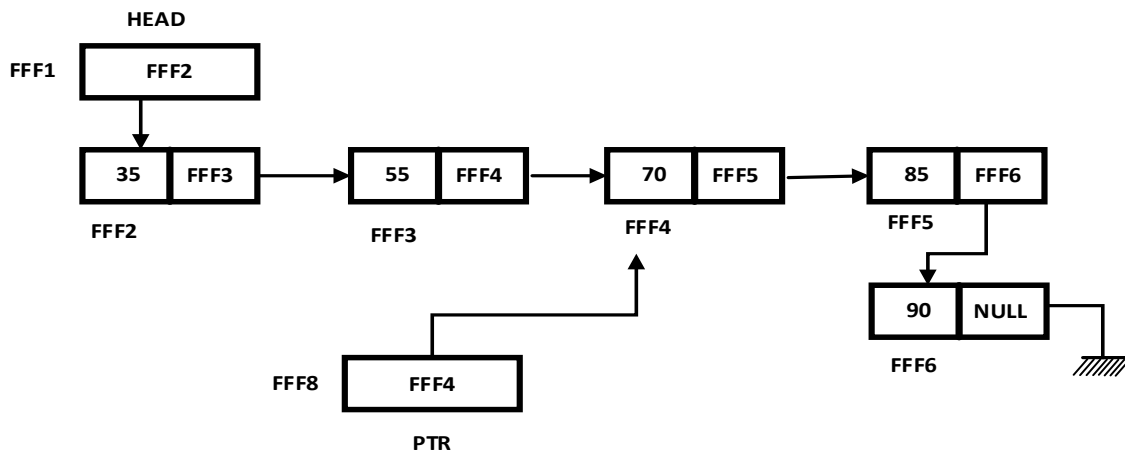 HEAD
FFF1 FFF2
35 FFF3 55 FFF4 70 FFF5 85 FFF6
FFF2 FFF3 FFF4 FFF5
90 NULL
FFF6
FFF8 FFF4
PTR